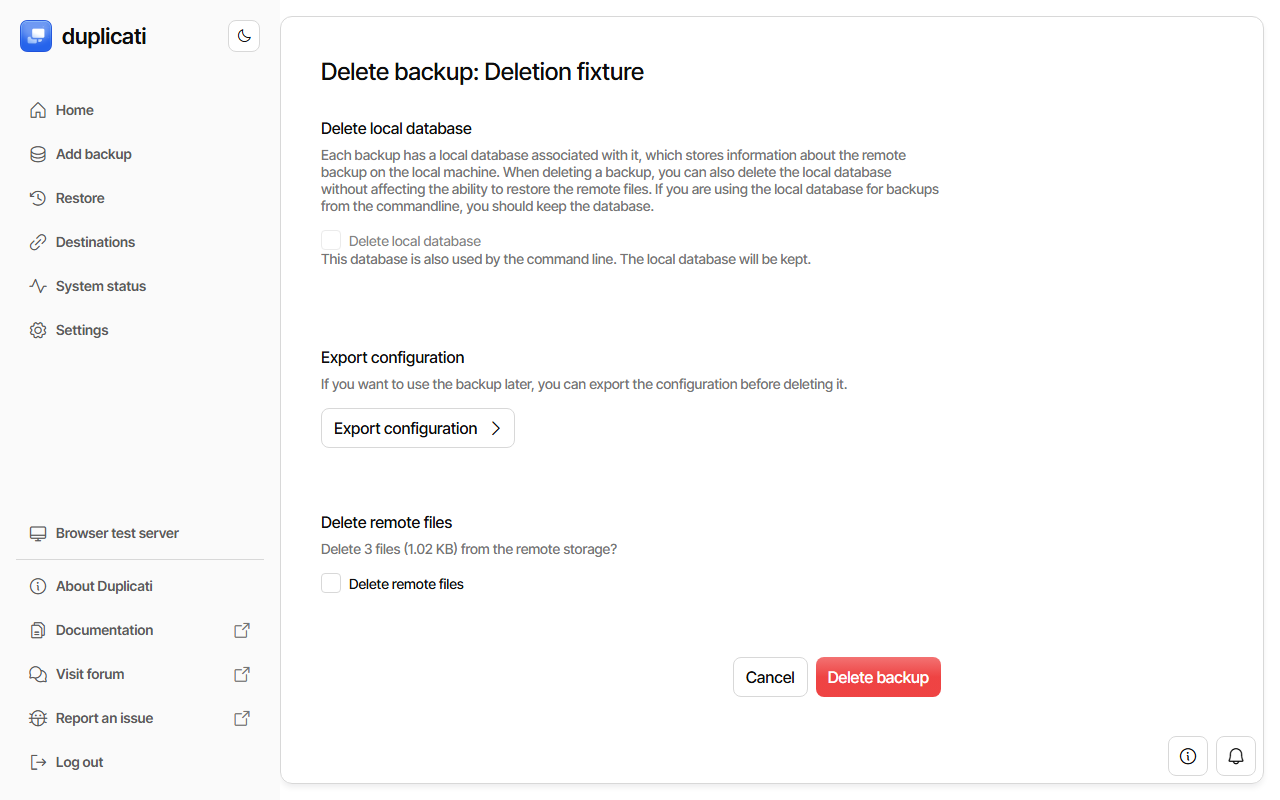 duplicati
Home
Add backup
Restore
Destinations
System status
Settings
Browser test server
About Duplicati
Documentation
Visit forum
Report an issue
Log out
Delete backup: Deletion fixture
Delete local database
Each backup has a local database associated with it, which stores information about the remote
backup on the local machine. When deleting a backup, you can also delete the local database
without affecting the ability to restore the remote files. If you are using the local database for backups
from the commandline, you should keep the database.
Delete local database
This database is also used by the command line. The local database will be kept.
Export configuration
If you want to use the backup later, you can export the configuration before deleting it.
Export configuration
Delete remote files
Delete 3 files (1.02 KB) from the remote storage?
Delete remote files
Cancel
Delete backup